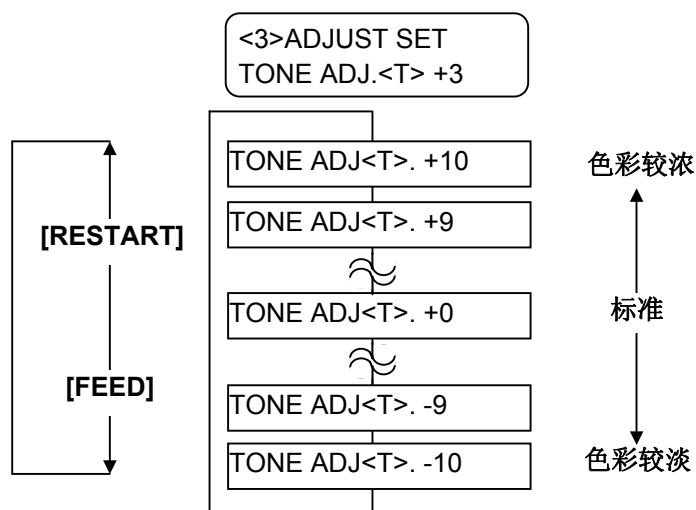 <3>ADJUST SET
TONE ADJ.<T> +3
TONE ADJ<T>. +10
色彩较浓
[RESTART]
TONE ADJ<T>. +9
TONE ADJ<T>. +0
标准
[FEED]
TONE ADJ<T>. -9
TONE ADJ<T>. -10
色彩较淡